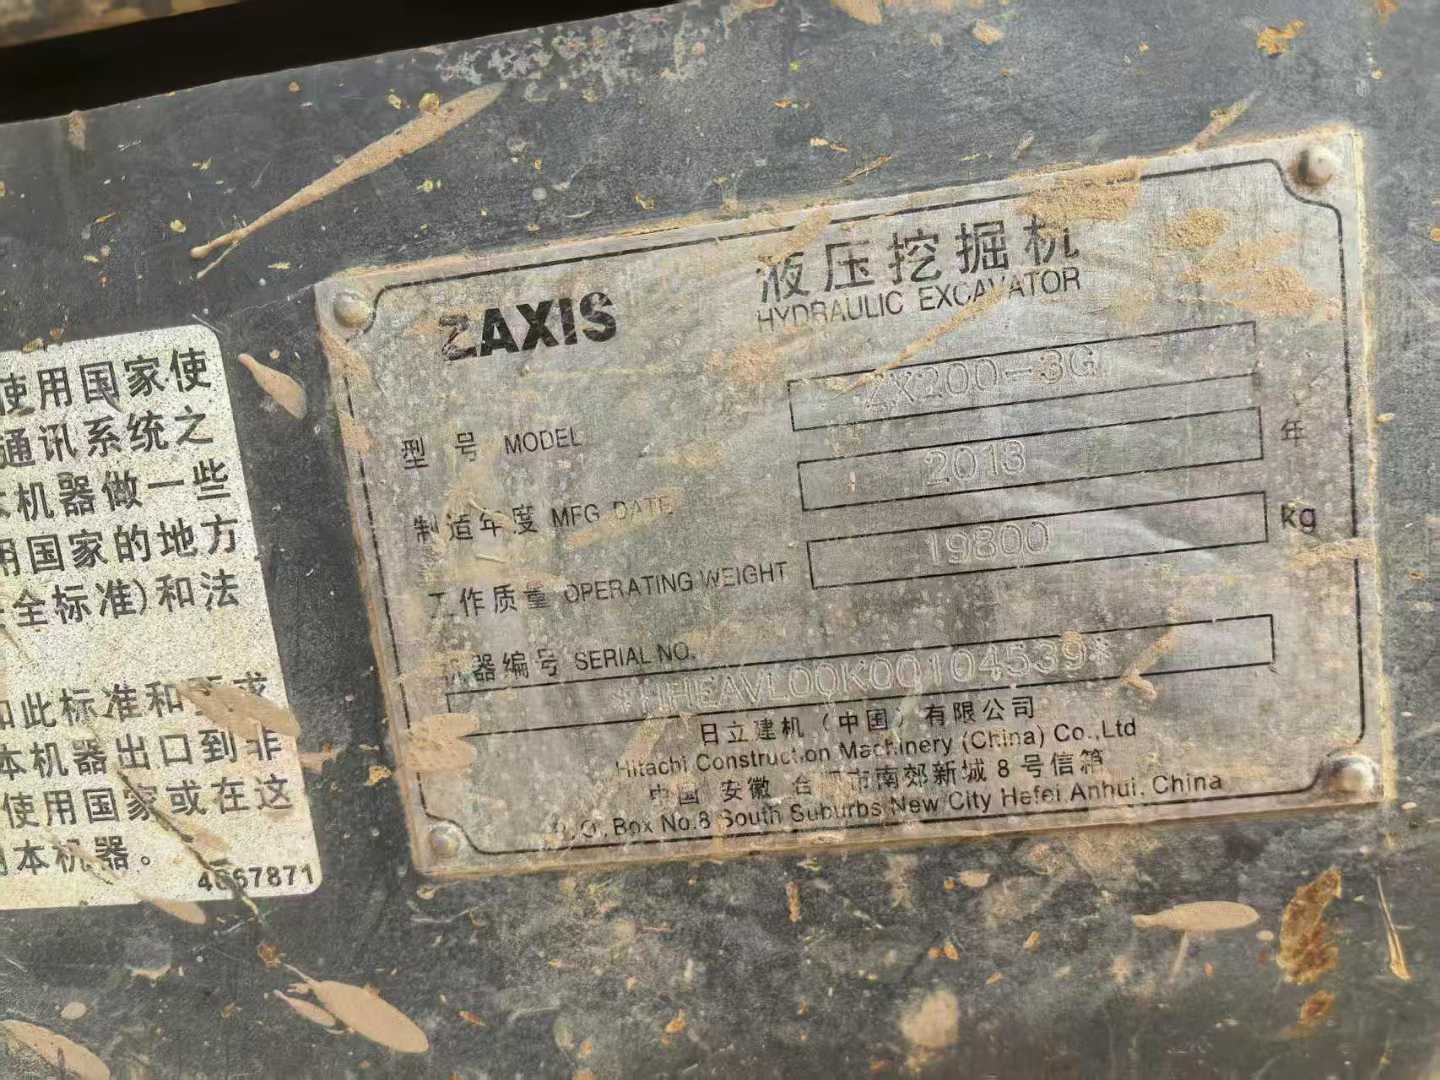 使用国家使
通讯系统之
本机器做一些
用国家的地方
全标准)和法
如此标准和要求
本机器出口到非
使用国家或在这
本机器。
4667871
ZAXIS
液压挖掘机
HYDRAULIC EXCAVATOR
型号 MODEL ZX200-3G
制造年度 MFG DATE 2013 年
工作质量 OPERATING WEIGHT 19800 kg
机器编号 SERIAL NO.
*HHEAVL00K00104539*
日立建机(中国)有限公司
Hitachi Construction Machinery (China) Co.,Ltd
中国 安徽 合肥市南郊新城8号信箱
P.O. Box No.8 South Suburbs New City Hefei Anhui. China